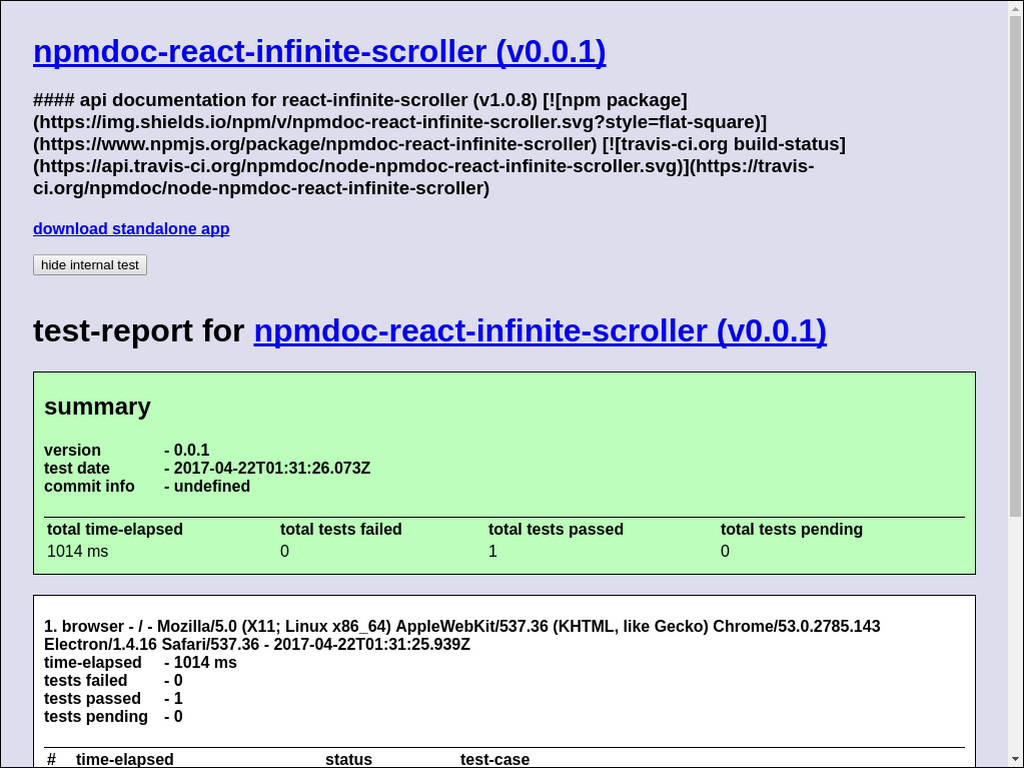 npmdoc-react-infinite-scroller (v0.0.1)
#### api documentation for react-infinite-scroller (v1.0.8) [![npm package]
(https://img.shields.io/npm/v/npmdoc-react-infinite-scroller.svg?style=flat-square)]
(https://www.npmjs.org/package/npmdoc-react-infinite-scroller) [![travis-ci.org build-status]
(https://api.travis-ci.org/npmdoc/node-npmdoc-react-infinite-scroller.svg)](https://travis-
ci.org/npmdoc/node-npmdoc-react-infinite-scroller)
download standalone app
hide internal test
test-report for npmdoc-react-infinite-scroller (v0.0.1)
summary
version - 0.0.1
test date - 2017-04-22T01:31:26.073Z
commit info - undefined
total time-elapsed total tests failed total tests passed total tests pending
1014 ms 0 1 0
1. browser - / - Mozilla/5.0 (X11; Linux x86_64) AppleWebKit/537.36 (KHTML, like Gecko) Chrome/53.0.2785.143
Electron/1.4.16 Safari/537.36 - 2017-04-22T01:31:25.939Z
time-elapsed - 1014 ms
tests failed - 0
tests passed - 1
tests pending - 0
# time-elapsed status test-case